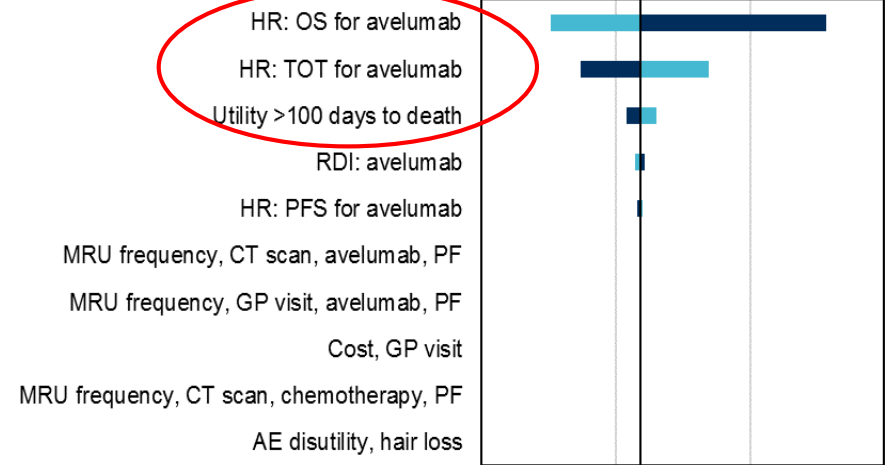 HR: OS for avelumab
HR: TOT for avelumab
Utility >100 days to death
RDI: avelumab
HR: PFS for avelumab
MRU frequency, CT scan, avelumab, PF
MRU frequency, GP visit, avelumab, PF
Cost, GP visit
MRU frequency, CT scan, chemotherapy, PF
AE disutility, hair loss